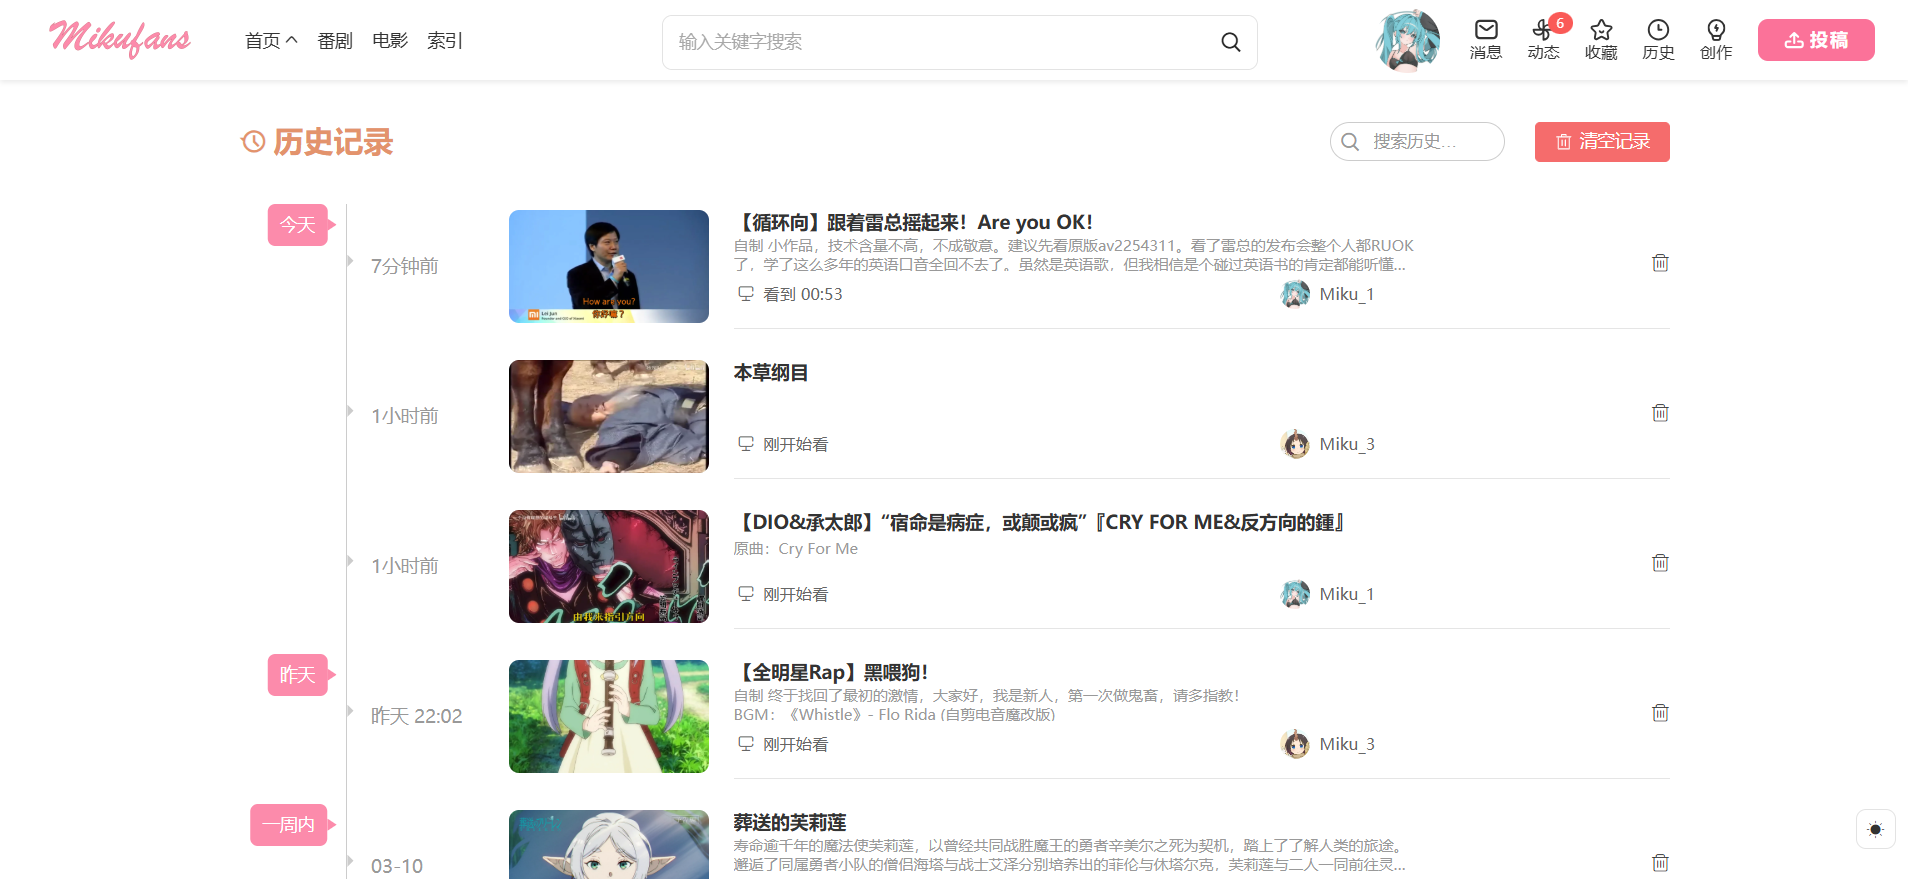 Mikufans
首页 番剧 电影 索引
输入关键字搜索
消息
6
动态
收藏
历史
创作
投稿
历史记录
搜索历史...
清空记录
今天
7分钟前
How are you?
Lei Jun
你好嘛？
【循环向】跟着雷总摇起来！Are you OK！
自制 小作品，技术含量不高，不成敬意。建议先看原版av2254311。看了雷总的发布会整个人都RUOK
了，学了这么多年的英语口音全回不去了。虽然是英语歌，但我相信是个碰过英语书的肯定都能听懂...
看到 00:53
Miku_1
1小时前
本草纲目
刚开始看
Miku_3
1小时前
由我来指引方向
【DIO&承太郎】“宿命是病症，或颠或疯”『CRY FOR ME&反方向的鍾』
原曲：Cry For Me
刚开始看
Miku_1
昨天
昨天 22:02
【全明星Rap】黑喂狗！
自制 终于找回了最初的激情，大家好，我是新人，第一次做鬼畜，请多指教！
BGM：《Whistle》- Flo Rida (自剪电音魔改版)
刚开始看
Miku_3
一周内
03-10
葬送的芙莉莲
寿命逾千年的魔法使芙莉莲，以曾经共同战胜魔王的勇者辛美尔之死为契机，踏上了了解人类的旅途。
邂逅了同属勇者小队的僧侣海塔与战士艾泽分别培养出的菲伦与休塔尔克，芙莉莲与二人一同前往灵...